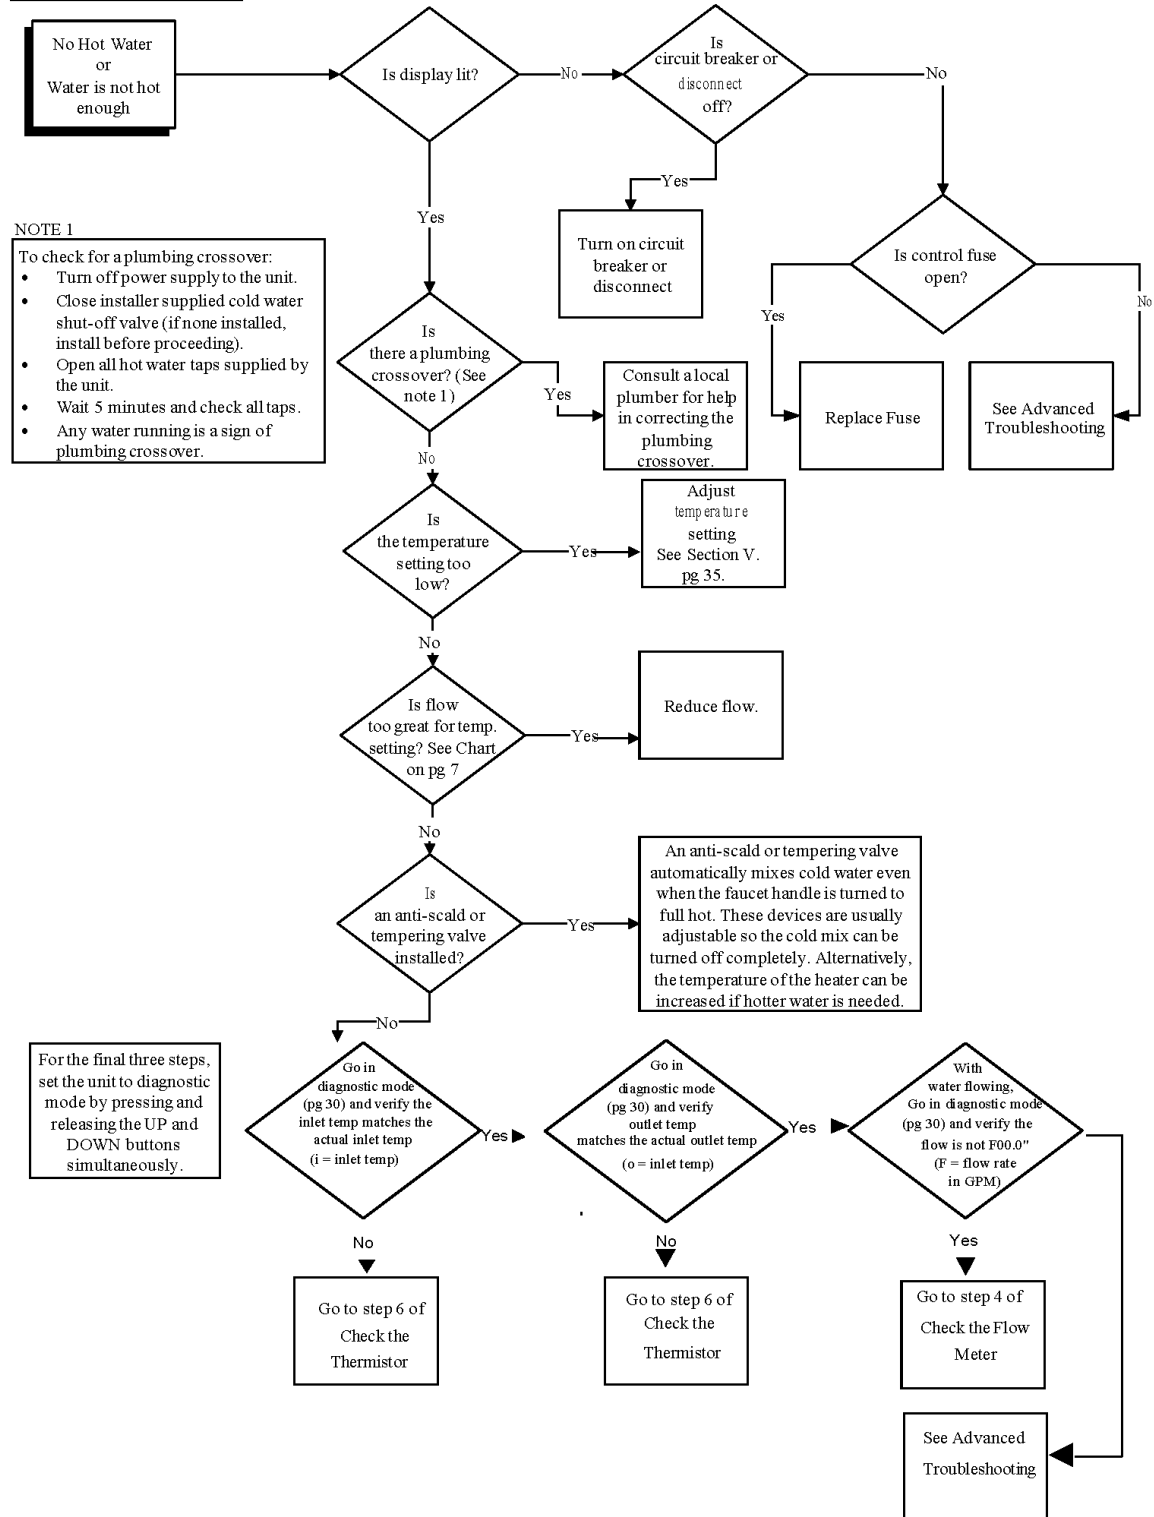 No Hot Water
or
Water is not hot
enough
Is display lit?
No
Is
circuit breaker or
disconnect
off?
No
Yes
Turn on circuit
breaker or
disconnect
Yes
Is control fuse
open?
Yes
No
Replace Fuse
See Advanced
Troubleshooting
NOTE 1
To check for a plumbing crossover:
• Turn off power supply to the unit.
• Close installer supplied cold water
shut-off valve (if none installed,
install before proceeding).
• Open all hot water taps supplied by
the unit.
• Wait 5 minutes and check all taps.
• Any water running is a sign of
plumbing crossover.
Is
there a plumbing
crossover? (See
note 1)
Yes
Consult a local
plumber for help
in correcting the
plumbing
crossover.
No
Is
the temperature
setting too
low?
Yes
Adjust
temperature
setting
See Section V.
pg 35.
No
Is flow
too great for temp.
setting? See Chart
on pg 7
Yes
Reduce flow.
No
Is
an anti-scald or
tempering valve
installed?
Yes
An anti-scald or tempering valve
automatically mixes cold water even
when the faucet handle is turned to
full hot. These devices are usually
adjustable so the cold mix can be
turned off completely. Alternatively,
the temperature of the heater can be
increased if hotter water is needed.
No
For the final three steps,
set the unit to diagnostic
mode by pressing and
releasing the UP and
DOWN buttons
simultaneously.
Go in
diagnostic mode
(pg 30) and verify the
inlet temp matches the
actual inlet temp
(i = inlet temp)
Yes
Go in
diagnostic mode
(pg 30) and verify
outlet temp
matches the actual outlet temp
(o = inlet temp)
Yes
With
water flowing,
Go in diagnostic mode
(pg 30) and verify the
flow is not F00.0"
(F = flow rate
in GPM)
No
Go to step 6 of
Check the
Thermistor
No
Go to step 6 of
Check the
Thermistor
Yes
Go to step 4 of
Check the Flow
Meter
See Advanced
Troubleshooting